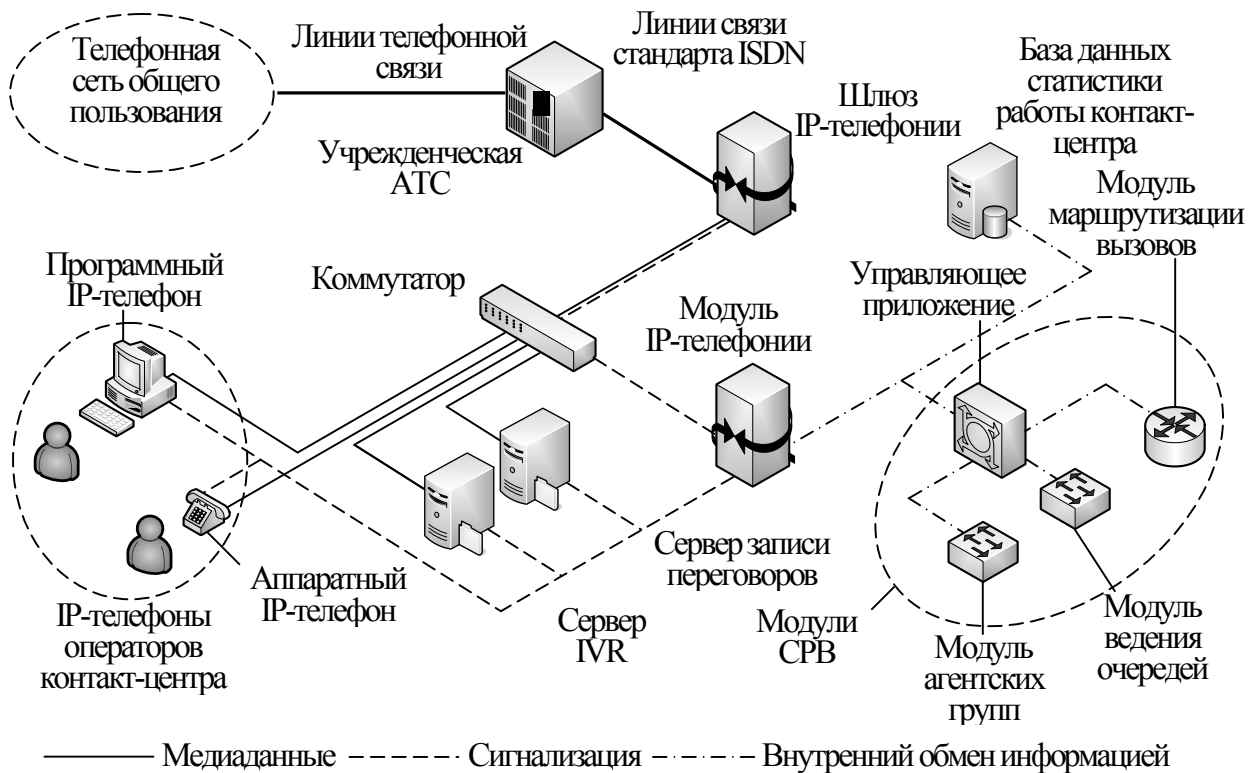 Телефонная
сеть общего
пользования
Линии телефонной
связи
Линии связи
стандарта ISDN
База данных
статистики
работы контакт-
центра
Шлюз
IP-телефонии
Учрежденческая
АТС
Модуль
маршрутизации
вызовов
Программный
IP-телефон
Коммутатор
Управляющее
приложение
Модуль
IP-телефонии
Аппаратный
IP-телефон
IP-телефоны
операторов
контакт-центра
Сервер
IVR
Сервер записи
переговоров
Модули
СРВ
Модуль
агентских
групп
Модуль
ведения
очередей
Медиаданные
Сигнализация
Внутренний обмен информацией